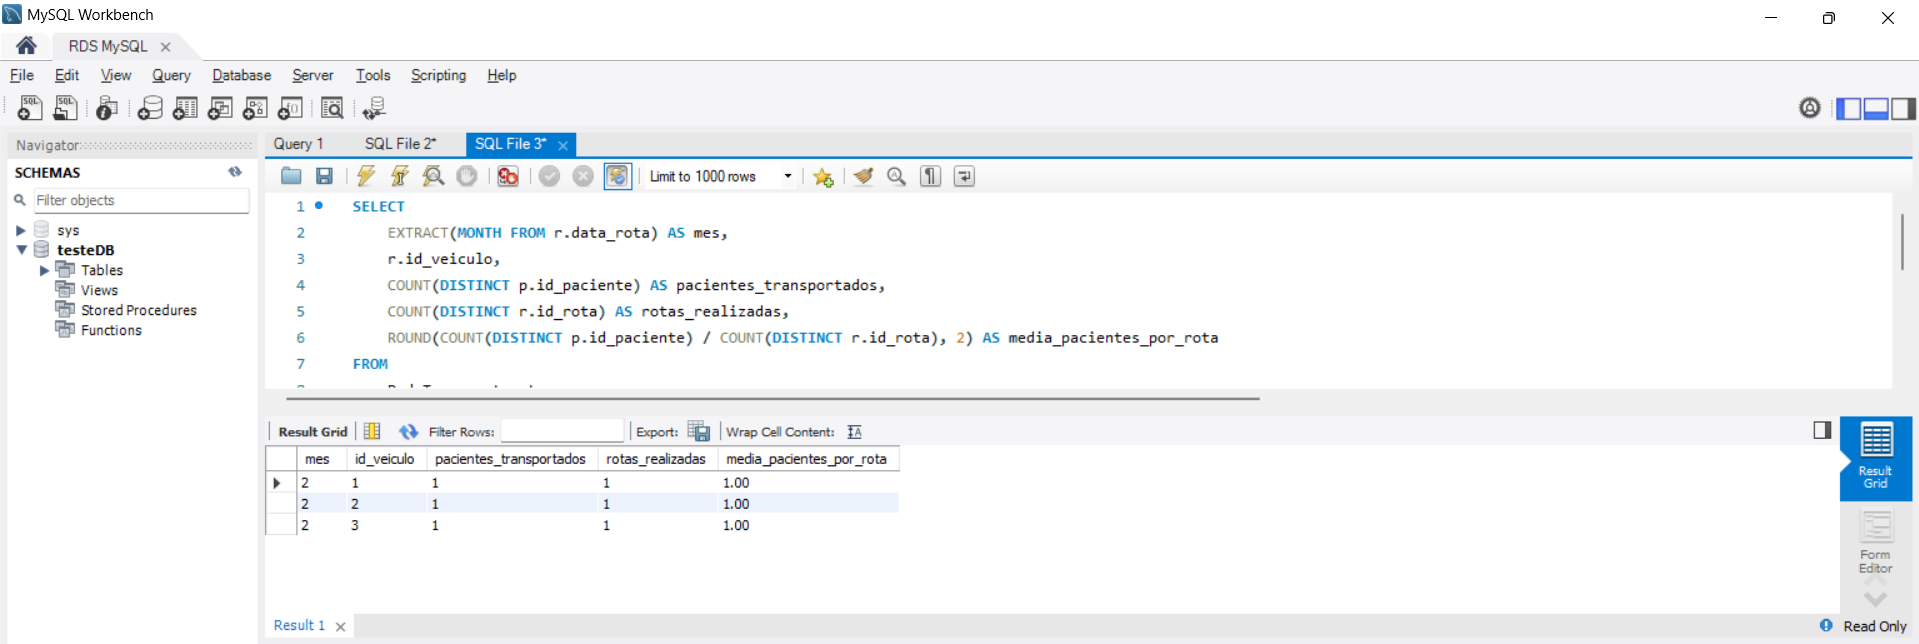 MySQL Workbench
RDS MySQL
File Edit View Query Database Server Tools Scripting Help
Navigator
SCHEMAS
Filter objects
sys
testeDB
Tables
Views
Stored Procedures
Functions
Query 1 SQL File 2* SQL File 3*
Limit to 1000 rows
1 SELECT
2 EXTRACT(MONTH FROM r.data_rota) AS mes,
3 r.id_veiculo,
4 COUNT(DISTINCT p.id_paciente) AS pacientes_transportados,
5 COUNT(DISTINCT r.id_rota) AS rotas_realizadas,
6 ROUND(COUNT(DISTINCT p.id_paciente) / COUNT(DISTINCT r.id_rota), 2) AS media_pacientes_por_rota
7 FROM
Result Grid Filter Rows: Export: Wrap Cell Content:
mes id_veiculo pacientes_transportados rotas_realizadas media_pacientes_por_rota
2 1 1 1 1.00
2 2 1 1 1.00
2 3 1 1 1.00
Result
Grid
Form
Editor
Result 1
Read Only